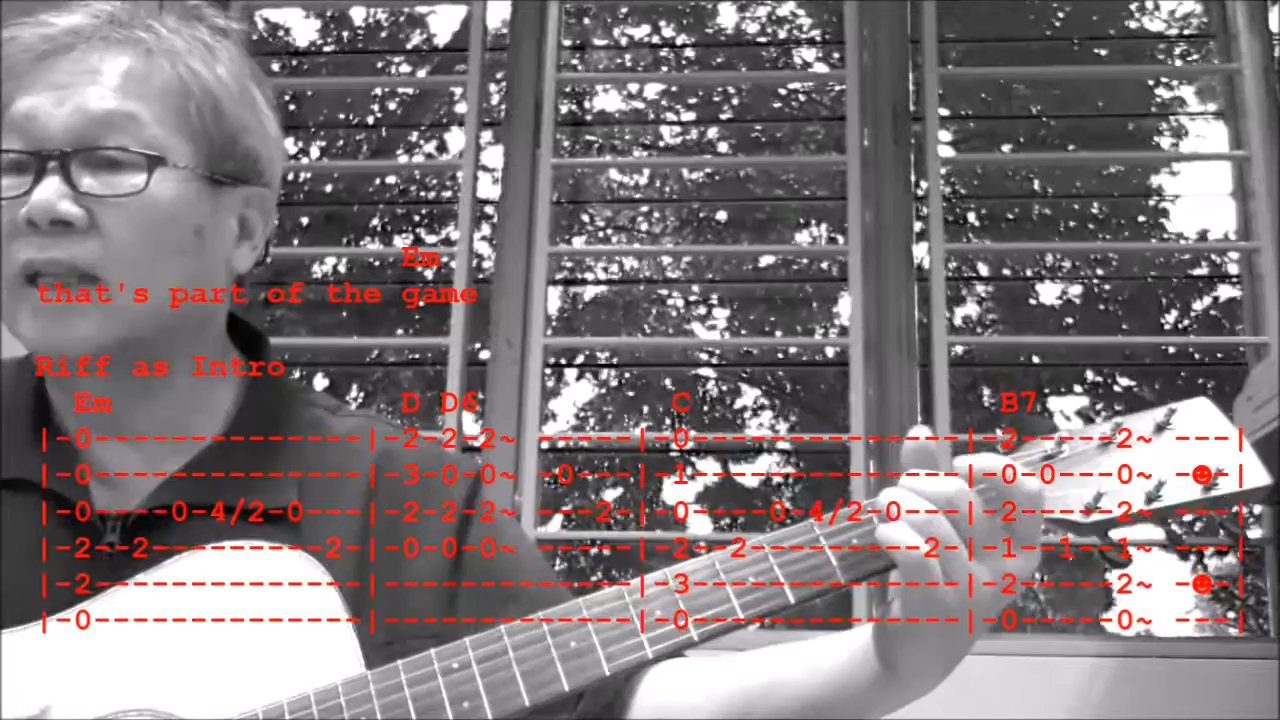 Em
that's part of the game
Riff as Intro
Em D D6 C B7
|-0--------------|-2-2-2~ -----|-0--------------|-2-----2~ ---|
|-0--------------|-3-0-0~ -0---|-1--------------|-0-0---0~ -☻-|
|-0----0-4/2-0---|-2-2-2~ ---2-|-0----0-4/2-0---|-2-----2~ ---|
|-2--2---------2-|-0-0-0~ -----|-2--2---------2-|-1--1--1~ ---|
|-2--------------|-------------|-3--------------|-2-----2~ -☻-|
|-0--------------|-------------|-0--------------|-0-----0~ ---|